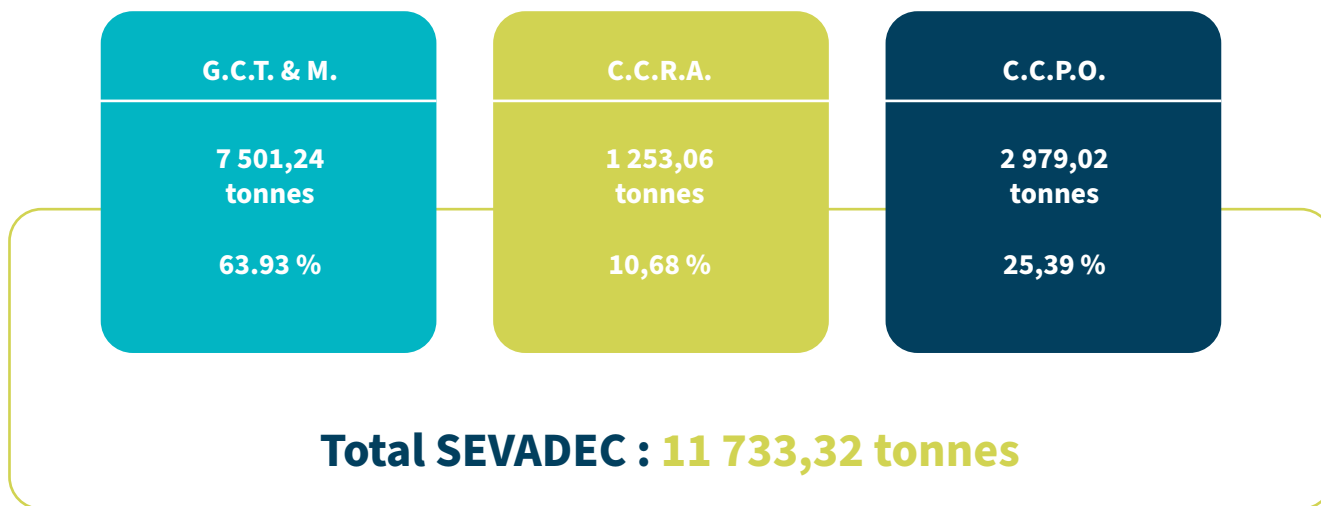 G.C.T. & M.
7 501,24
tonnes
63.93 %
C.C.R.A.
1 253,06
tonnes
10,68 %
C.C.P.O.
2 979,02
tonnes
25,39 %
Total SEVADEC : 11 733,32 tonnes